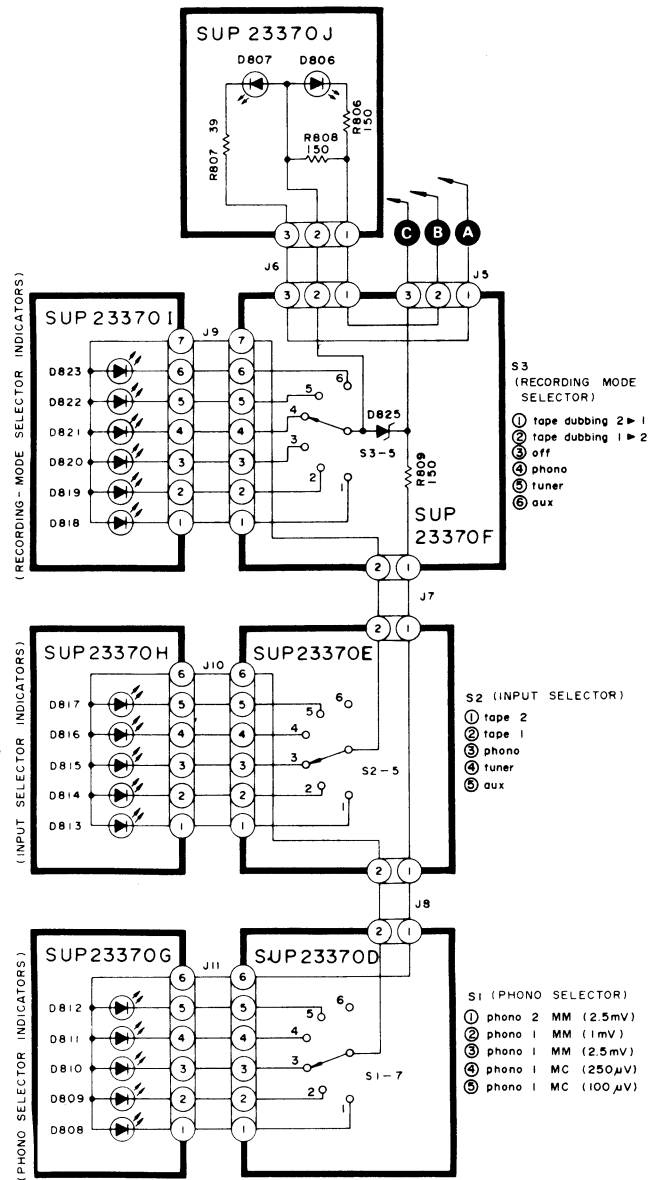 SUP 23370J
D807 D806
R807 39
R808 150
R806 150
3 2 1
C B A
J6
J5
3 2 1
3 2 1
(RECORDING-MODE SELECTOR INDICATORS)
SUP 23370I
J9
7 7
D823 6 6 6
D822 5 5 5
D821 4 4 4
D820 3 3 3
D819 2 2 2
D818 1 1 1
D825
S3-5
R809 150
SUP 23370F
2 1
J7
S3
(RECORDING MODE
SELECTOR)
① tape dubbing 2►1
② tape dubbing 1►2
③ off
④ phono
⑤ tuner
⑥ aux
2 1
(INPUT SELECTOR INDICATORS)
SUP23370H
J10
SUP23370E
6 6 6
D817 5 5 5
D816 4 4 4
D815 3 3 3
D814 2 2 2
D813 1 1 1
S2-5
2 1
J8
S2 (INPUT SELECTOR)
① tape 2
② tape 1
③ phono
④ tuner
⑤ aux
2 1
(PHONO SELECTOR INDICATORS)
SUP23370G
J11
SUP23370D
6 6 6
D812 5 5 5
D811 4 4 4
D810 3 3 3
D809 2 2 2
D808 1 1 1
S1-7
S1 (PHONO SELECTOR)
① phono 2 MM (2.5mV)
② phono 1 MM (1mV)
③ phono 1 MM (2.5mV)
④ phono 1 MC (250μV)
⑤ phono 1 MC (100μV)